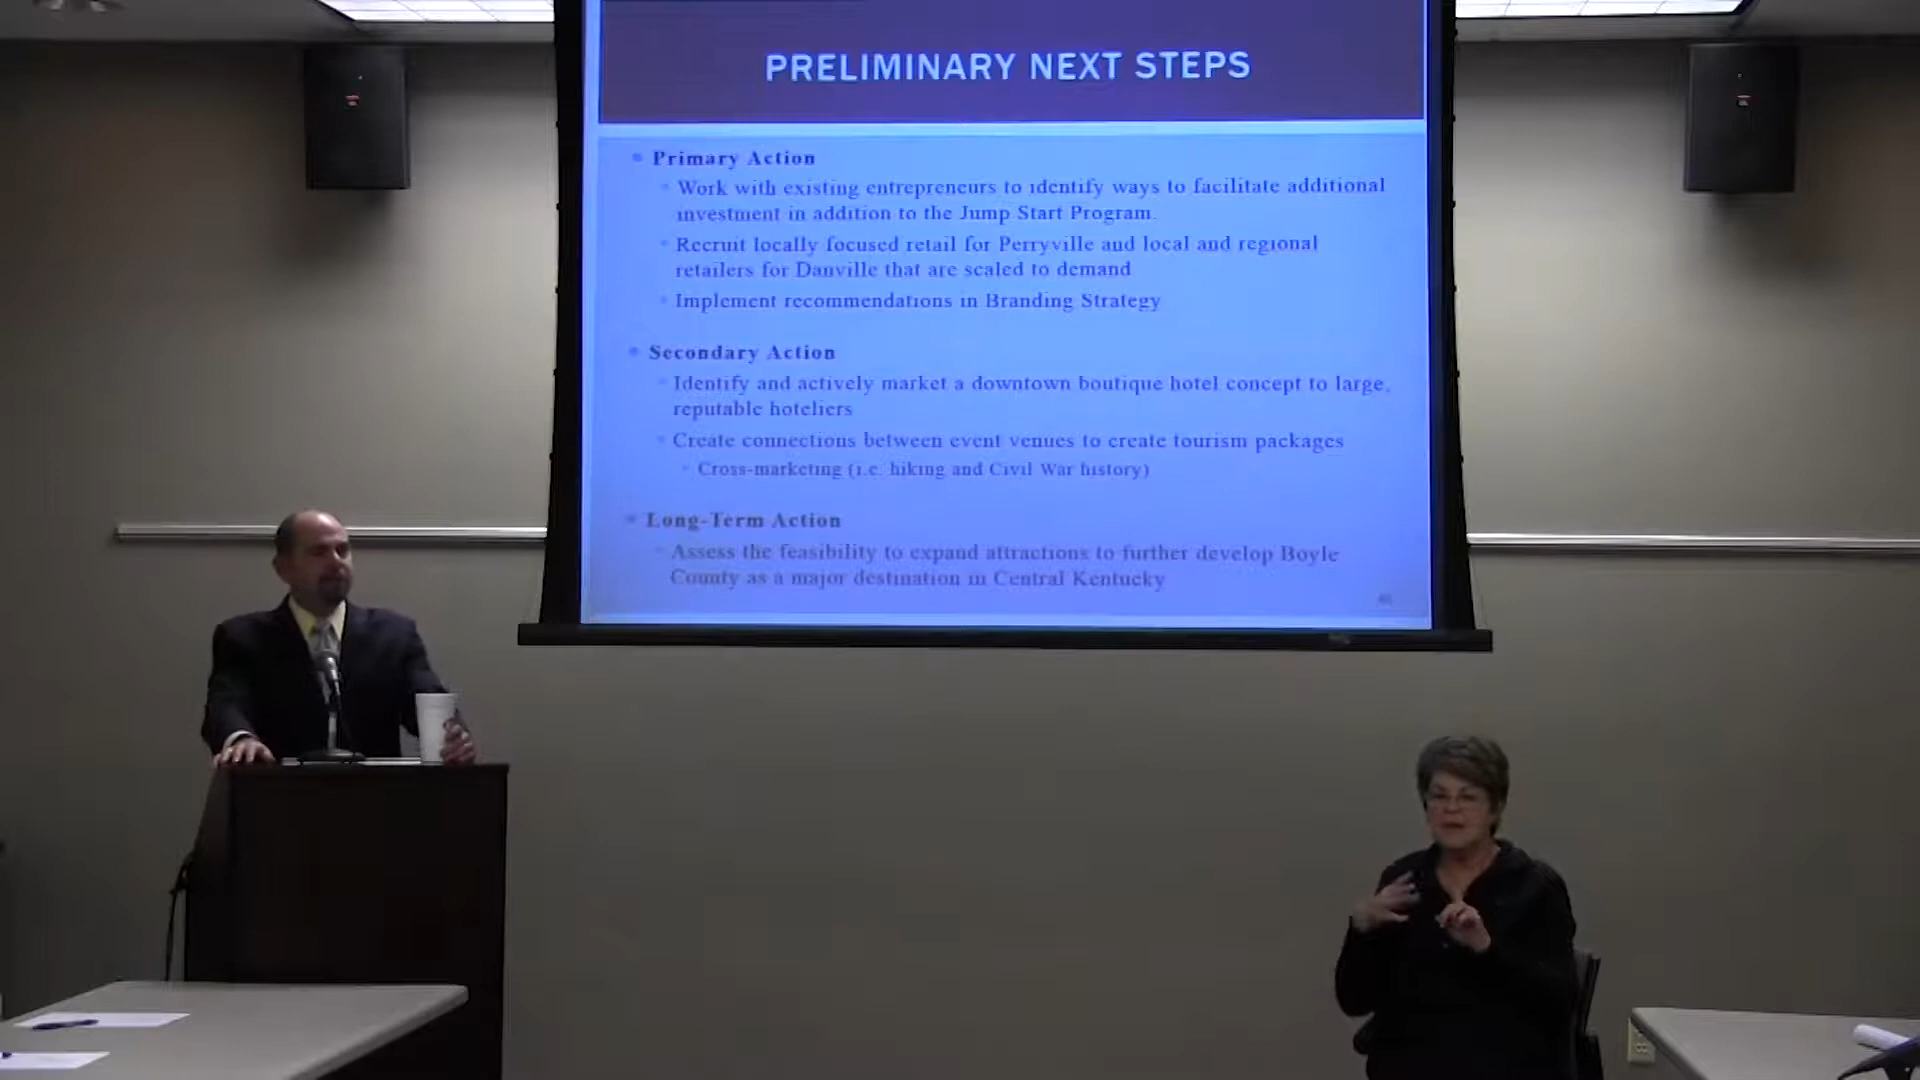 PRELIMINARY NEXT STEPS
Primary Action
Work with existing entrepreneurs to identify ways to facilitate additional
investment in addition to the Jump Start Program.
Recruit locally focused retail for Perryville and local and regional
retailers for Danville that are scaled to demand
Implement recommendations in Branding Strategy
Secondary Action
Identify and actively market a downtown boutique hotel concept to large,
reputable hoteliers
Create connections between event venues to create tourism packages
Cross-marketing (i.e. hiking and Civil War history)
Long-Term Action
Assess the feasibility to expand attractions to further develop Boyle
County as a major destination in Central Kentucky